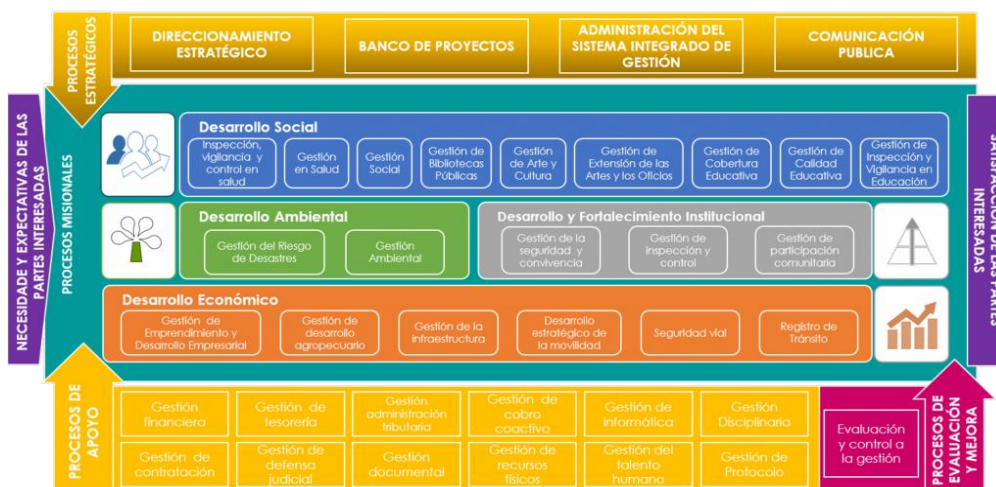 PROCESOS
ESTRATÉGICOS
DIRECCIONAMIENTO
ESTRATÉGICO
BANCO DE PROYECTOS
ADMINISTRACIÓN DEL
SISTEMA INTEGRADO DE
GESTIÓN
COMUNICACIÓN
PUBLICA
NECESIDAD Y EXPECTATIVAS DE LAS
PARTES INTERESADAS
PROCESOS MISIONALES
Desarrollo Social
Inspección,
vigilancia y
control en
salud
Gestión
en Salud
Gestión
Social
Gestión de
Bibliotecas
Públicas
Gestión
de Arte y
Cultura
Gestión de
Extensión de las
Artes y los Oficios
Gestión de
Cobertura
Educativa
Gestión de
Calidad
Educativa
Gestión de
Inspección y
Vigilancia en
Educación
Desarrollo Ambiental
Gestión del Riesgo
de Desastres
Gestión
Ambiental
Desarrollo y Fortalecimiento Institucional
Gestión de la
seguridad y
convivencia
Gestión de
inspección y
control
Gestión de
participación
comunitaria
Desarrollo Económico
Gestión de
Emprendimiento y
Desarrollo Empresarial
Gestión de
desarrollo
agropecuario
Gestión de la
infraestructura
Desarrollo
estratégico de
la movilidad
Seguridad vial
Registro de
Tránsito
SATISFACCIÓN DE LAS PARTES
INTERESADAS
PROCESOS DE
APOYO
Gestión
financiera
Gestión de
tesorería
Gestión
administración
tributaria
Gestión de
cobro
coactivo
Gestión de
informática
Gestión
Disciplinaria
Gestión de
contratación
Gestión de
defensa
judicial
Gestión
documental
Gestión de
recursos
físicos
Gestión del
talento
humano
Gestión de
Protocolo
Evaluación
y control a
la gestión
PROCESOS DE
EVALUACIÓN
Y MEJORA